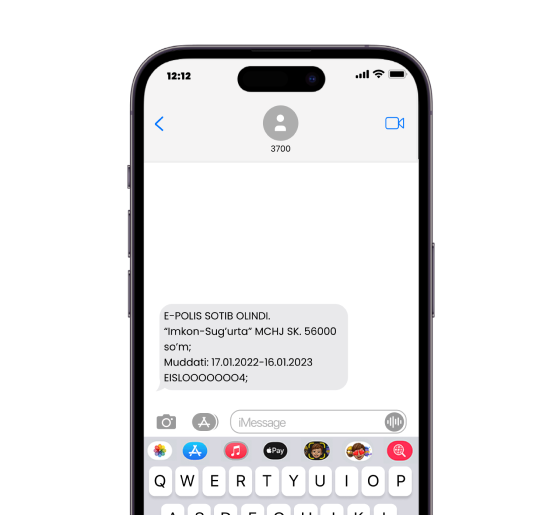 12:12
3700
E-POLIS SOTIB OLINDI.
“Imkon-Sug‘urta” MCHJ SK. 56000
so‘m;
Muddati: 17.01.2022-16.01.2023
EISLOOOOOOO4;
iMessage
Pay
Q W E R T Y U I O P
A S D F G H J K L